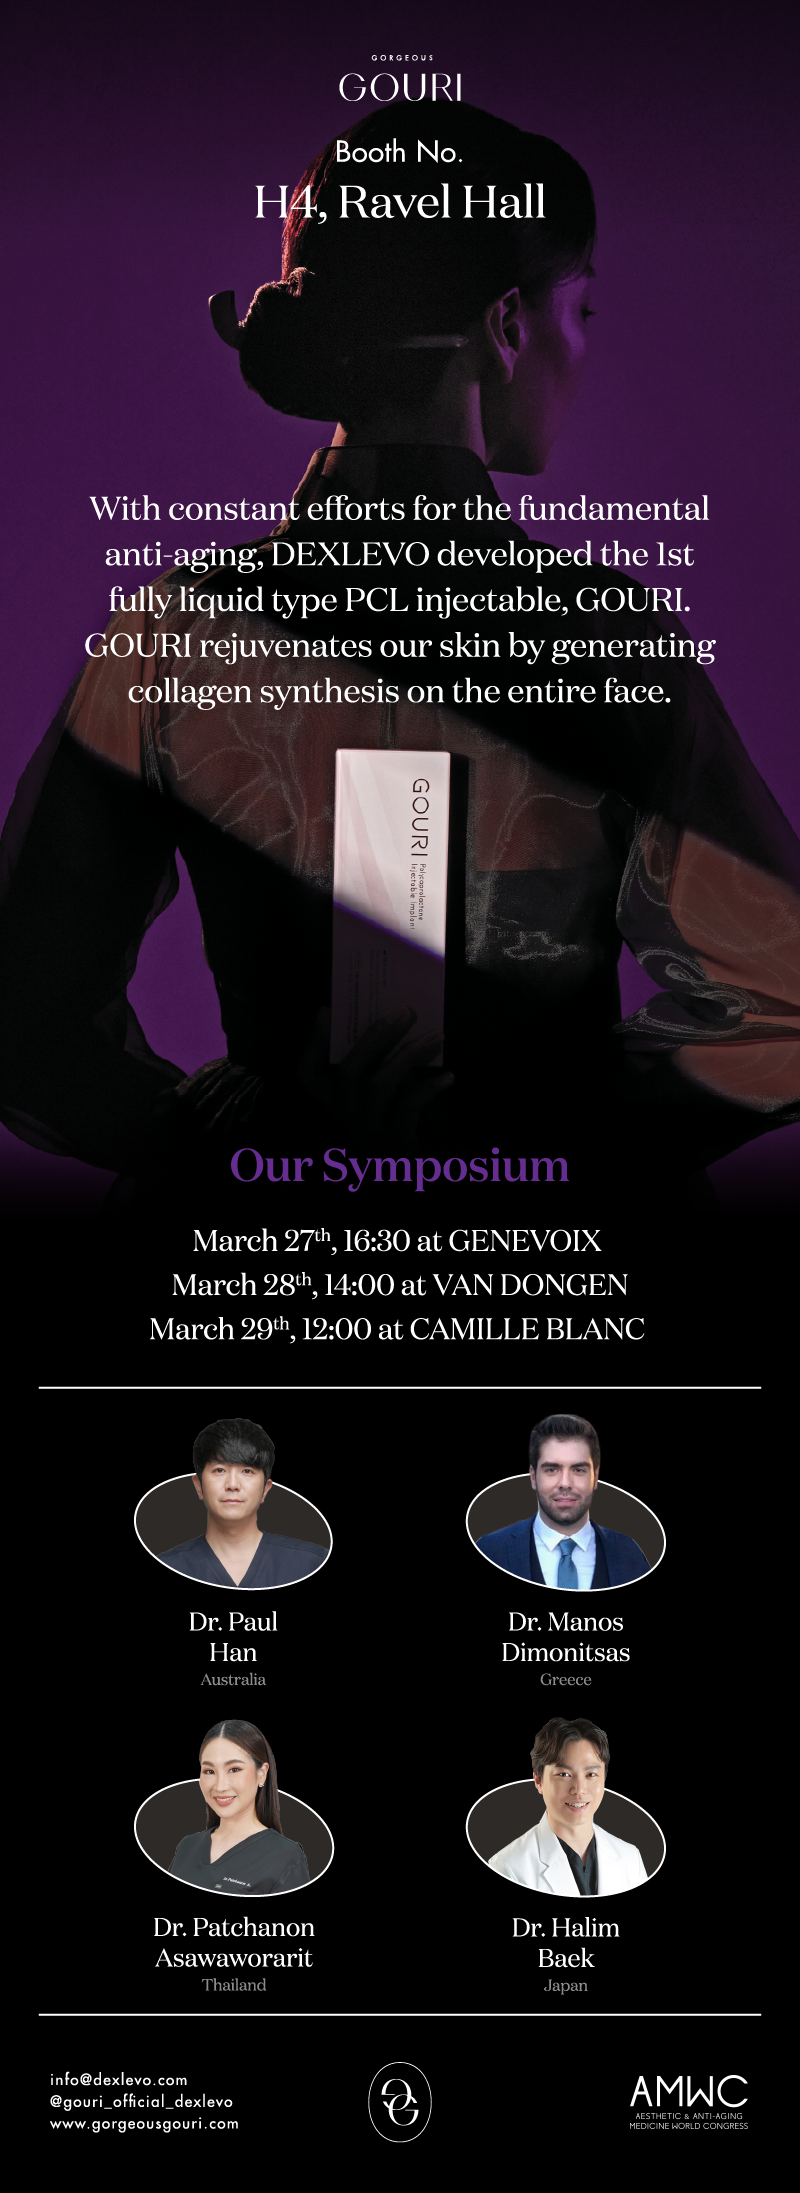 GORGEOUS
GOURI
Booth No.
H4, Ravel Hall
With constant efforts for the fundamental
anti-aging, DEXLEVO developed the 1st
fully liquid type PCL injectable, GOURI.
GOURI rejuvenates our skin by generating
collagen synthesis on the entire face.
GOURI
Polycaprolactone
Injectable Implant
Our Symposium
March 27th, 16:30 at GENEVOIX
March 28th, 14:00 at VAN DONGEN
March 29th, 12:00 at CAMILLE BLANC
Dr. Paul
Han
Australia
Dr. Manos
Dimonitsas
Greece
Dr. Patchanon
Asawaworarit
Thailand
Dr. Halim
Baek
Japan
info@dexlevo.com
@gouri_official_dexlevo
www.gorgeousgouri.com
AMWC
AESTHETIC & ANTI-AGING
MEDICINE WORLD CONGRESS